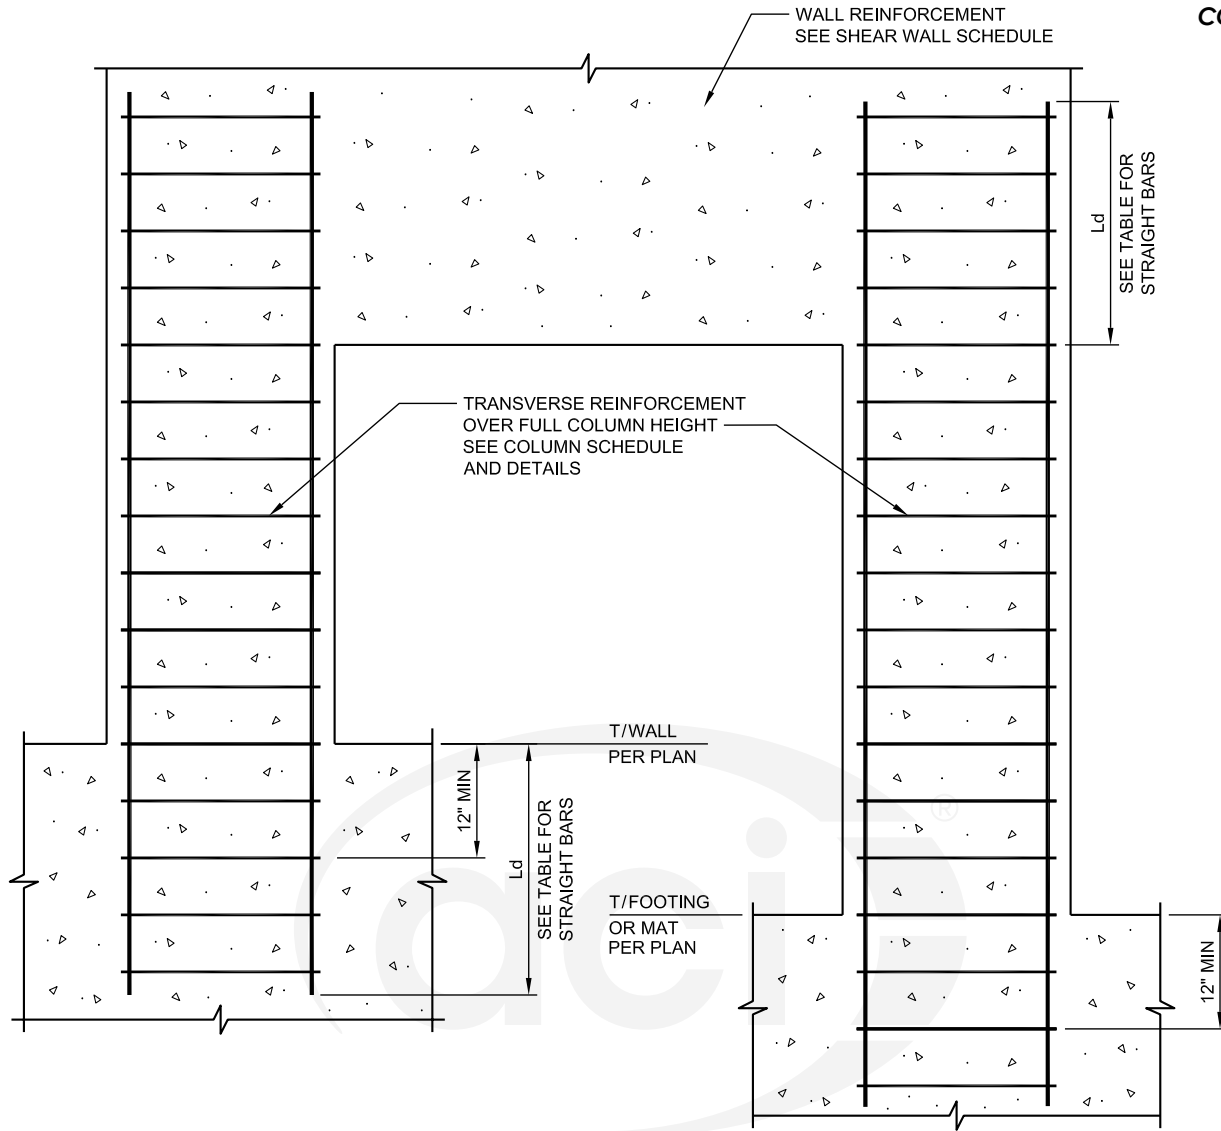 WALL REINFORCEMENT
SEE SHEAR WALL SCHEDULE
Ld
SEE TABLE FOR
STRAIGHT BARS
TRANSVERSE REINFORCEMENT
OVER FULL COLUMN HEIGHT
SEE COLUMN SCHEDULE
AND DETAILS
T/WALL
PER PLAN
12" MIN
Ld
SEE TABLE FOR
STRAIGHT BARS
T/FOOTING
OR MAT
PER PLAN
12" MIN
aci
®